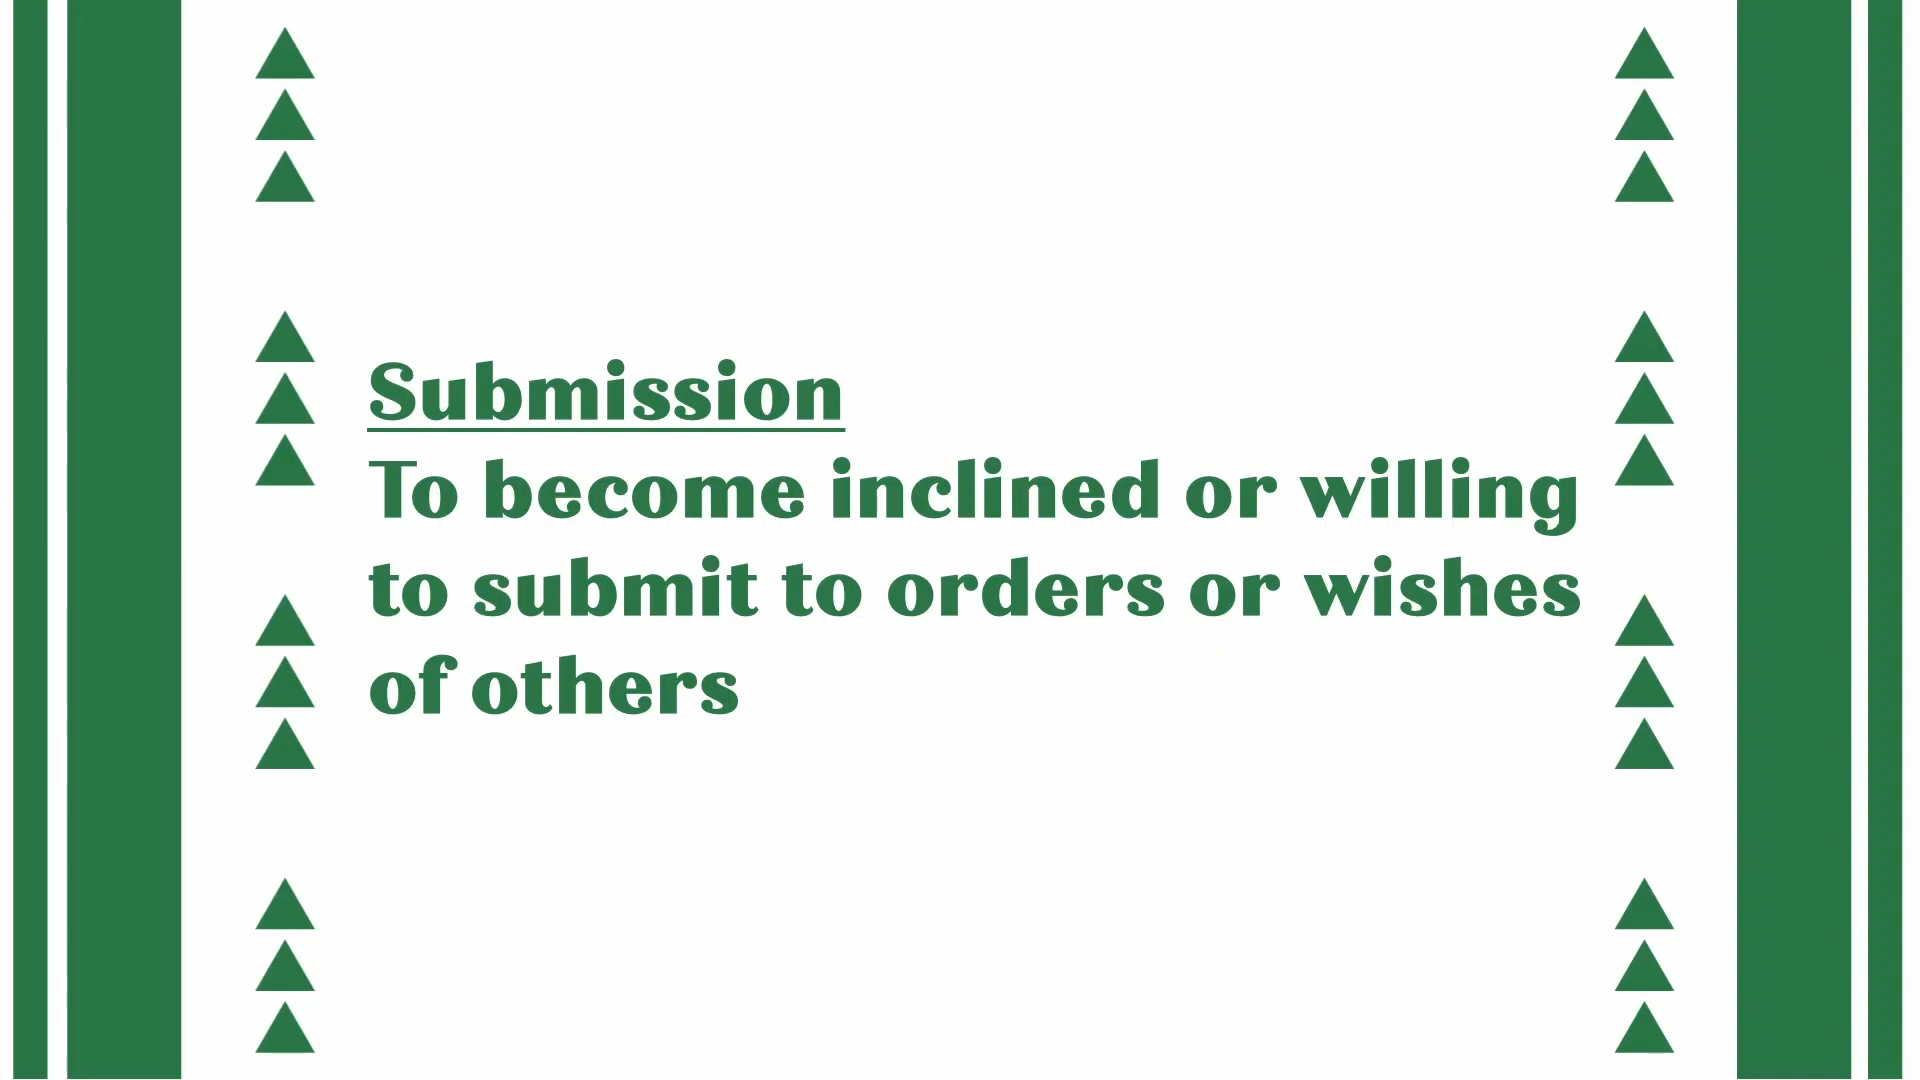 Submission
To become inclined or willing
to submit to orders or wishes
of others